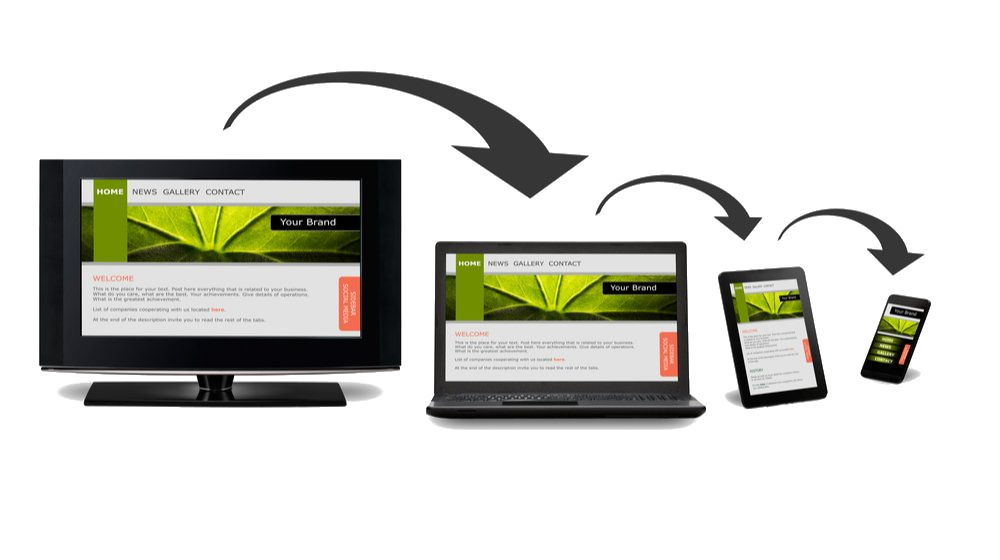 HOME NEWS GALLERY CONTACT
Your Brand
WELCOME
This is the place for your text. Post here everything that is related to your business.
What do you care, what are the best. Your achievements. Give details of operations.
What is the greatest achievement.
List of companies cooperating with us located here.
At the end of the description invite you to read the rest of the tabs.
SIDEBAR
SOCIAL MEDIA
HOME NEWS GALLERY CONTACT
Your Brand
WELCOME
This is the place for your text. Post here everything that is related to your business.
What do you care, what are the best. Your achievements. Give details of operations.
What is the greatest achievement.
List of companies cooperating with us located here.
At the end of the description invite you to read the rest of the tabs.
SIDEBAR
SOCIAL MEDIA
HOME NEWS GALLERY CONTACT
Your Brand
WELCOME
HISTORY
Your Brand
HOME
NEWS
GALLERY
CONTACT